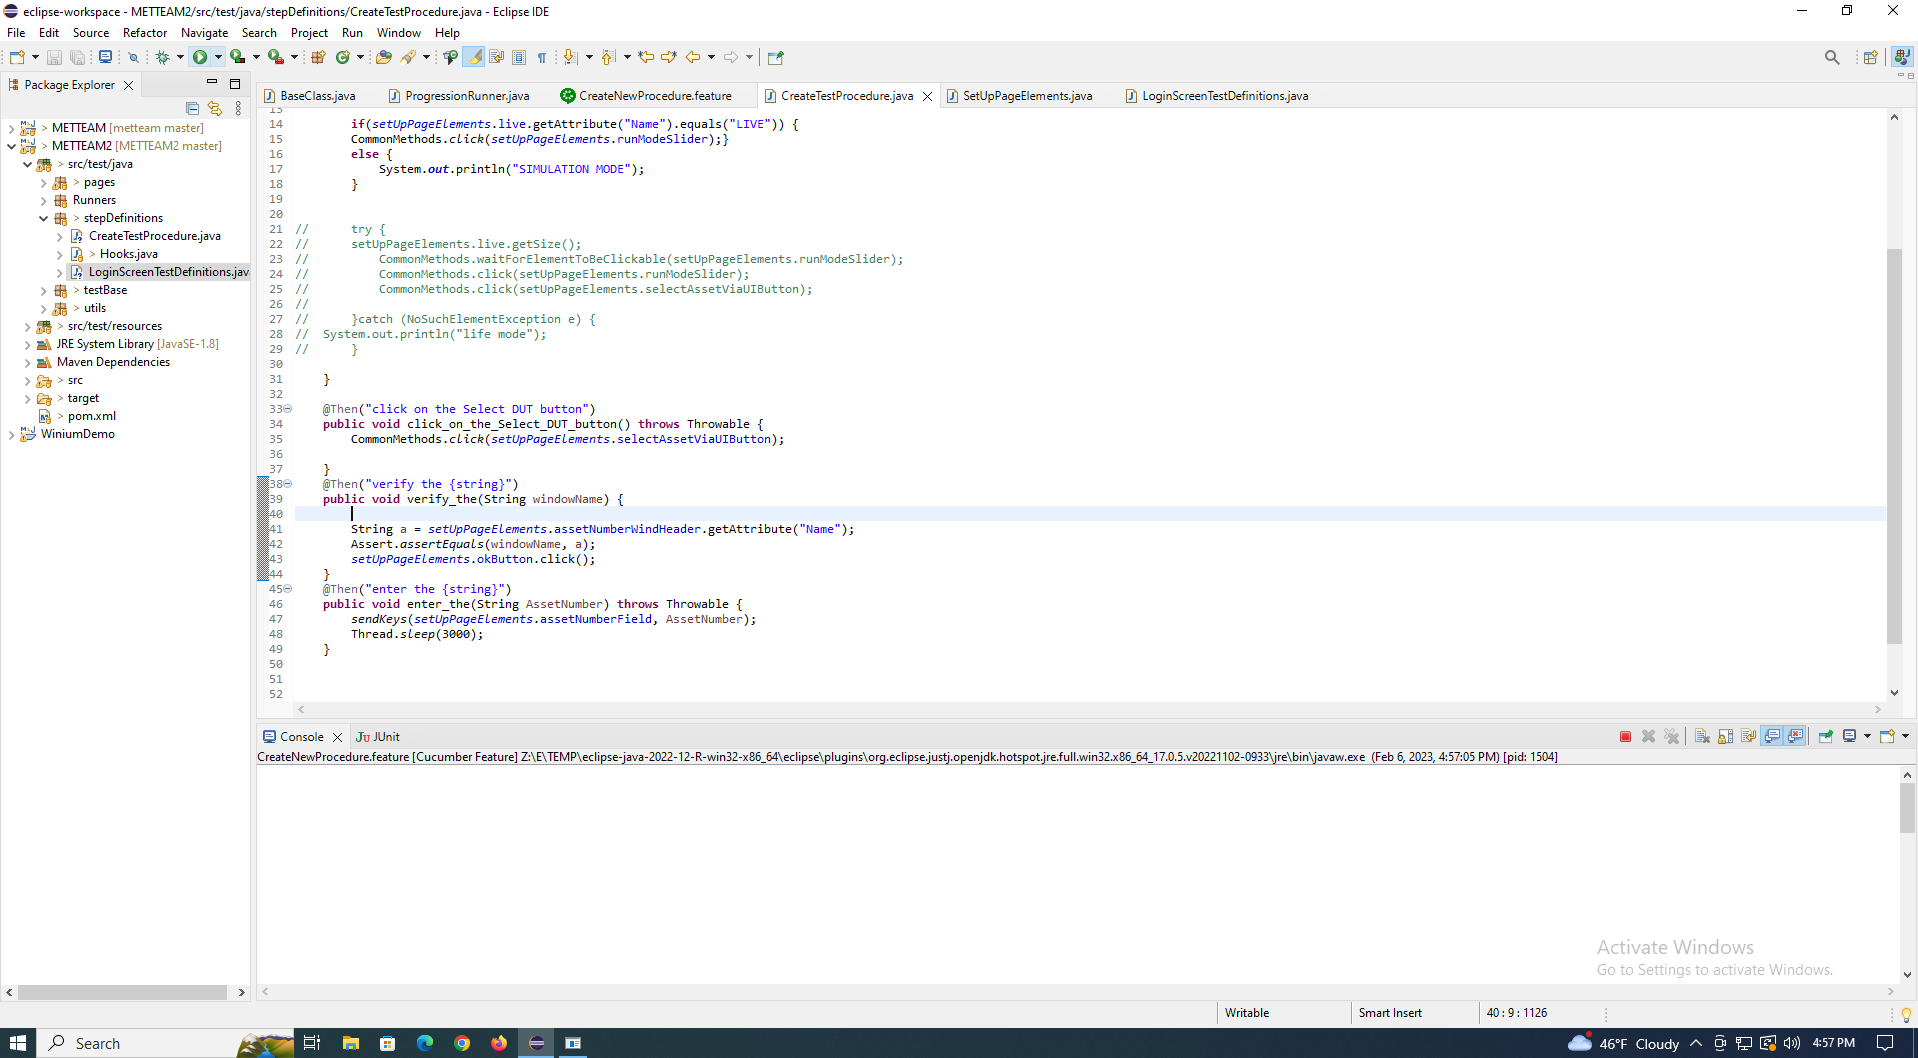 eclipse-workspace - METTEAM2/src/test/java/stepDefinitions/CreateTestProcedure.java - Eclipse IDE
File Edit Source Refactor Navigate Search Project Run Window Help
Package Explorer
METTEAM [metteam master]
METTEAM2 [METTEAM2 master]
src/test/java
pages
Runners
stepDefinitions
CreateTestProcedure.java
Hooks.java
LoginScreenTestDefinitions.jav
testBase
utils
src/test/resources
JRE System Library [JavaSE-1.8]
Maven Dependencies
src
target
pom.xml
WiniumDemo
BaseClass.java ProgressionRunner.java CreateNewProcedure.feature CreateTestProcedure.java SetUpPageElements.java LoginScreenTestDefinitions.java
13
14 if(setUpPageElements.live.getAttribute("Name").equals("LIVE")) {
15 CommonMethods.click(setUpPageElements.runModeSlider);}
16 else {
17 System.out.println("SIMULATION MODE");
18 }
19
20
21 // try {
22 // setUpPageElements.live.getSize();
23 // CommonMethods.waitForElementToBeClickable(setUpPageElements.runModeSlider);
24 // CommonMethods.click(setUpPageElements.runModeSlider);
25 // CommonMethods.click(setUpPageElements.selectAssetViaUIButton);
26 //
27 // }catch (NoSuchElementException e) {
28 // System.out.println("life mode");
29 // }
30
31 }
32
33 @Then("click on the Select DUT button")
34 public void click_on_the_Select_DUT_button() throws Throwable {
35 CommonMethods.click(setUpPageElements.selectAssetViaUIButton);
36
37 }
38 @Then("verify the {string}")
39 public void verify_the(String windowName) {
40
41 String a = setUpPageElements.assetNumberWindHeader.getAttribute("Name");
42 Assert.assertEquals(windowName, a);
43 setUpPageElements.okButton.click();
44 }
45 @Then("enter the {string}")
46 public void enter_the(String AssetNumber) throws Throwable {
47 sendKeys(setUpPageElements.assetNumberField, AssetNumber);
48 Thread.sleep(3000);
49 }
50
51
52
Console Ju JUnit
CreateNewProcedure.feature [Cucumber Feature] Z:\E\TEMP\eclipse-java-2022-12-R-win32-x86_64\eclipse\plugins\org.eclipse.justj.openjdk.hotspot.jre.full.win32.x86_64_17.0.5.v20221102-0933\jre\bin\javaw.exe (Feb 6, 2023, 4:57:05 PM) [pid: 1504]
Activate Windows
Go to Settings to activate Windows.
Writable Smart Insert 40 : 9 : 1126
Search 46°F Cloudy 4:57 PM